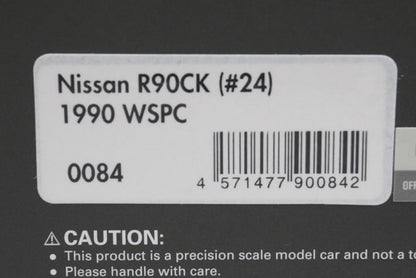 Nissan R90CK (#24)
1990 WSPC
0084
4 571477 900842
CAUTION:
• This product is a precision scale model car and not a
• Please handle with care.